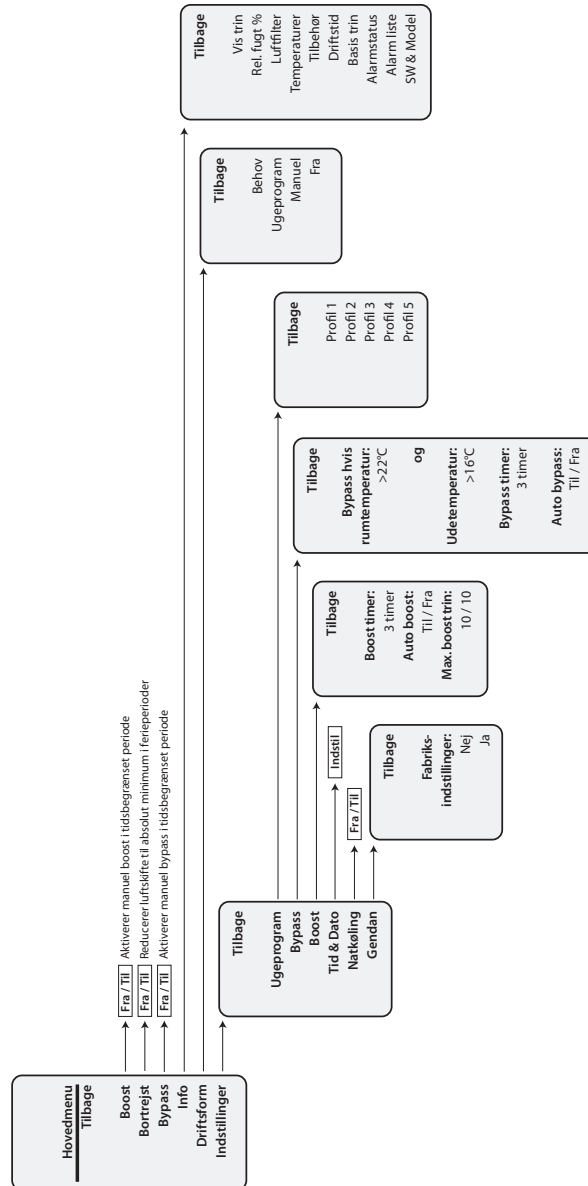 Hovedmenu
Tilbage
Boost
Bortrejst
Bypass
Info
Driftsform
Indstillinger
Fra / Til Aktiverer manuel boost i tidsbegrænset periode
Fra / Til Reducerer luftskifte til absolut minimum i ferieperioder
Fra / Til Aktiverer manuel bypass i tidsbegrænset periode
Tilbage
Ugeprogram
Bypass
Boost
Tid & Dato
Natkøling
Gendan
Indstil
Fra / Til
Tilbage
Fabriks-
indstillinger:
Nej
Ja
Tilbage
Boost timer:
3 timer
Auto boost:
Til / Fra
Max. boost trin:
10 / 10
Tilbage
Bypass hvis
rumtemperatur:
>22°C
og
Udetemperatur:
>16°C
Bypass timer:
3 timer
Auto bypass:
Til / Fra
Tilbage
Profil 1
Profil 2
Profil 3
Profil 4
Profil 5
Tilbage
Behov
Ugeprogram
Manuel
Fra
Tilbage
Vis trin
Rel. fugt %
Luftfilter
Temperaturer
Tilbehør
Driftstid
Basis trin
Alarmstatus
Alarm liste
SW & Model